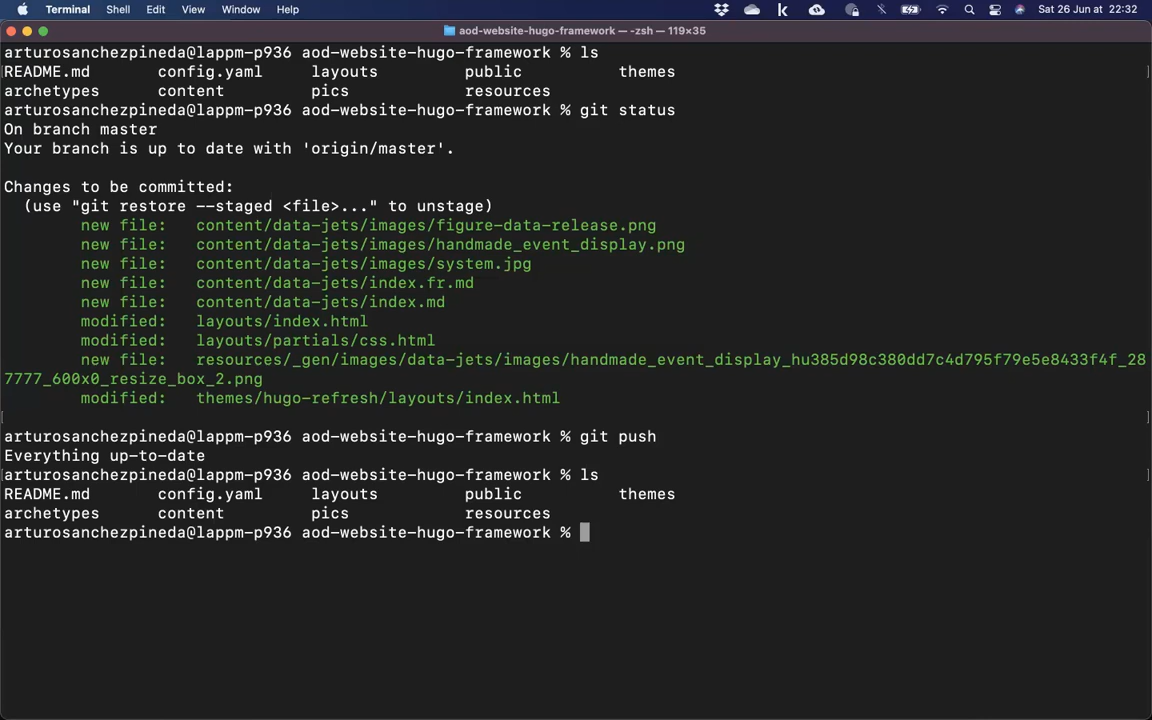 Terminal Shell Edit View Window Help Sat 26 Jun at 22:32
aod-website-hugo-framework — -zsh — 119×35
arturosanchezpineda@lappm-p936 aod-website-hugo-framework % ls
README.md config.yaml layouts public themes
archetypes content pics resources
arturosanchezpineda@lappm-p936 aod-website-hugo-framework % git status
On branch master
Your branch is up to date with 'origin/master'.
Changes to be committed:
(use "git restore --staged <file>..." to unstage)
new file: content/data-jets/images/figure-data-release.png
new file: content/data-jets/images/handmade_event_display.png
new file: content/data-jets/images/system.jpg
new file: content/data-jets/index.fr.md
new file: content/data-jets/index.md
modified: layouts/index.html
modified: layouts/partials/css.html
new file: resources/_gen/images/data-jets/images/handmade_event_display_hu385d98c380dd7c4d795f79e5e8433f4f_28
7777_600x0_resize_box_2.png
modified: themes/hugo-refresh/layouts/index.html
arturosanchezpineda@lappm-p936 aod-website-hugo-framework % git push
Everything up-to-date
arturosanchezpineda@lappm-p936 aod-website-hugo-framework % ls
README.md config.yaml layouts public themes
archetypes content pics resources
arturosanchezpineda@lappm-p936 aod-website-hugo-framework %